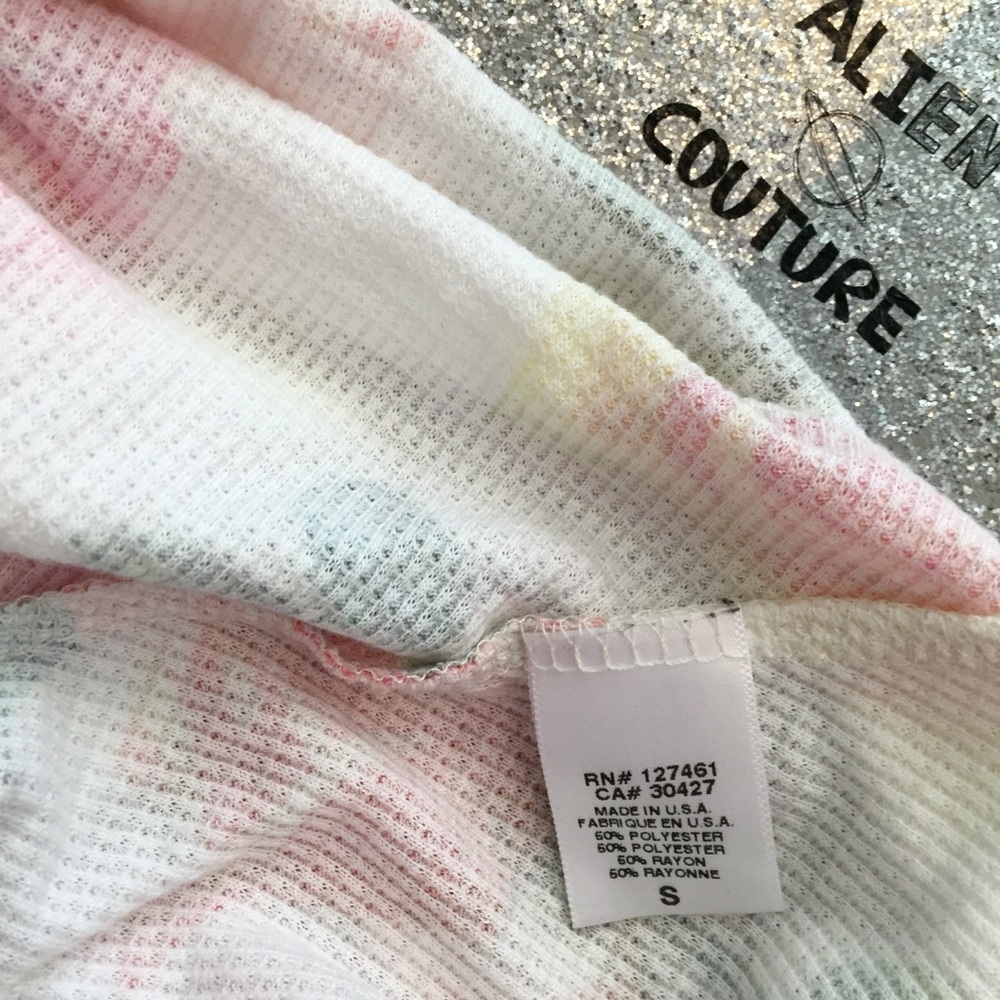 ALIEN
COUTURE
RN# 127461
CA# 30427
MADE IN U.S.A.
FABRIQUE EN U.S.A.
50% POLYESTER
50% POLYESTER
50% RAYON
50% RAYONNE
S